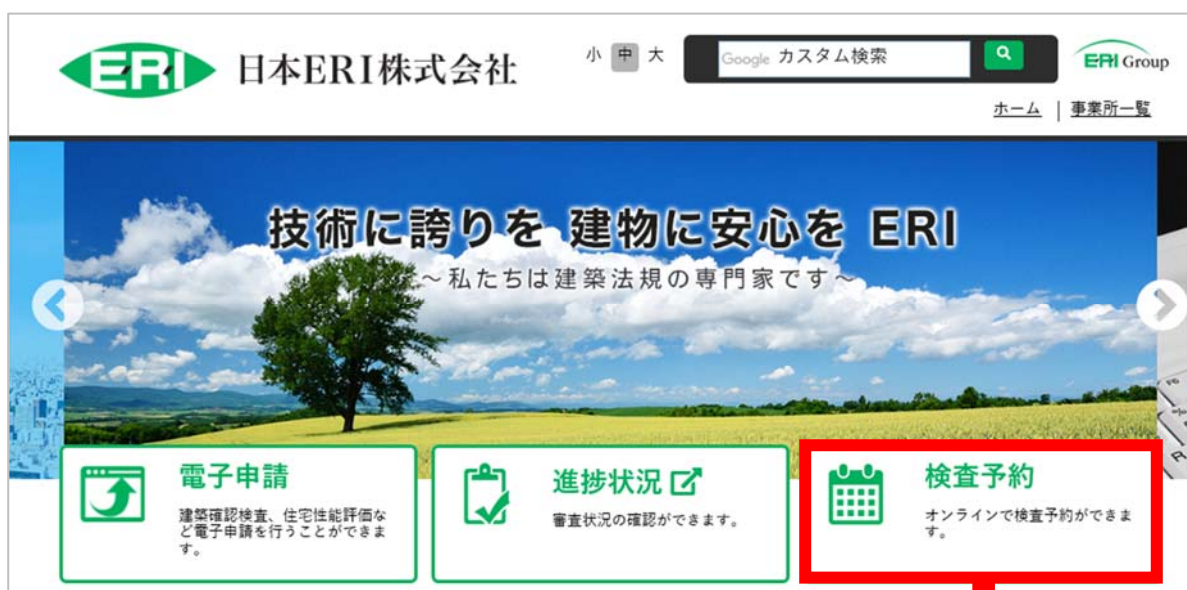 ERI 日本ERI株式会社
小 中 大
Google カスタム検索
ERI Group
ホーム | 事業所一覧
技術に誇りを 建物に安心を ERI
～私たちは建築法規の専門家です～
電子申請
建築確認検査、住宅性能評価な
ど電子申請を行うことができま
す。
進捗状況
審査状況の確認ができます。
検査予約
オンラインで検査予約ができま
す。